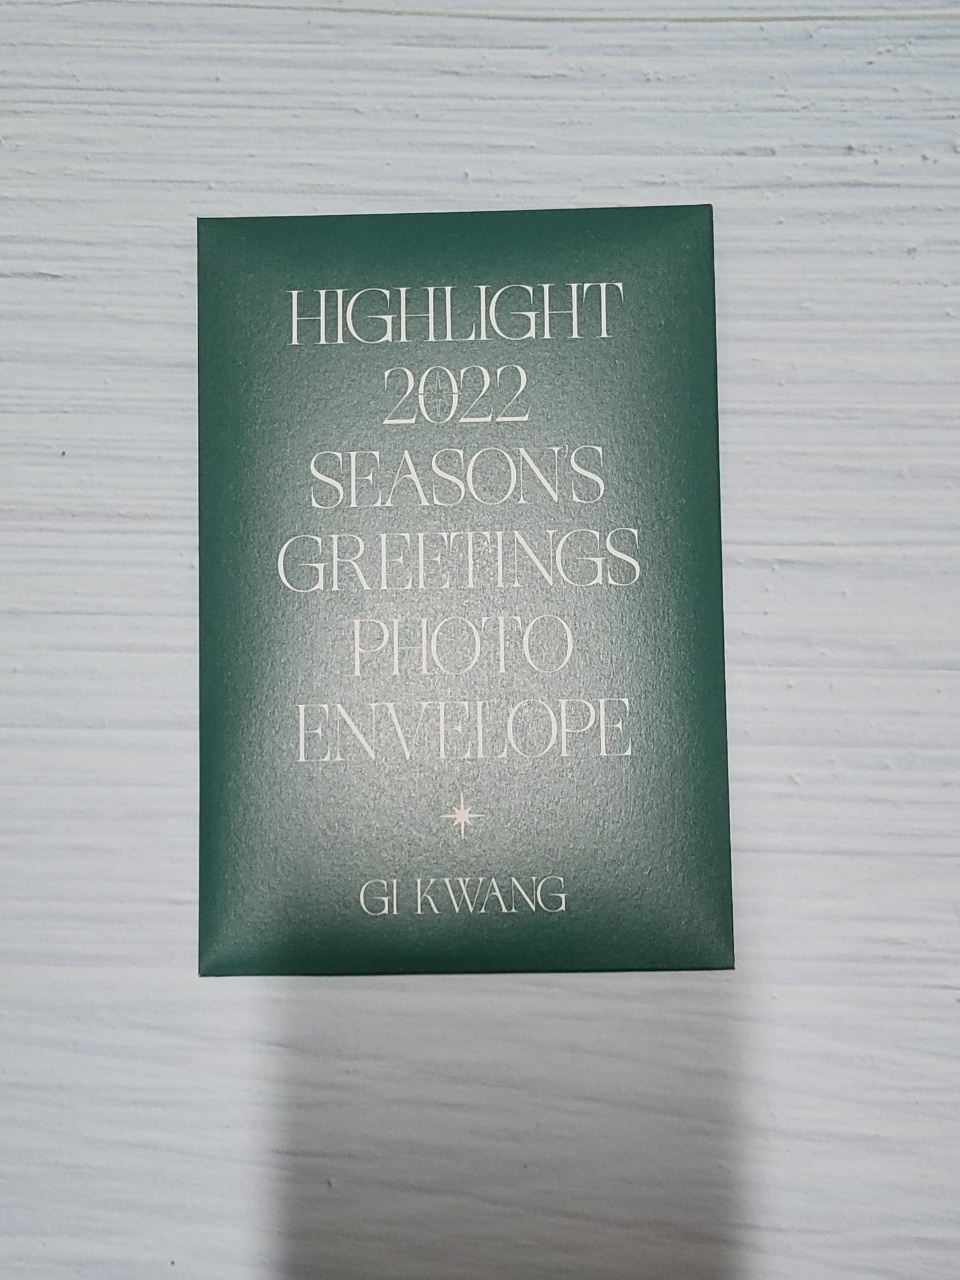 HIGHLIGHT
2022
SEASON'S
GREETINGS
PHOTO
ENVELOPE
GI KWANG